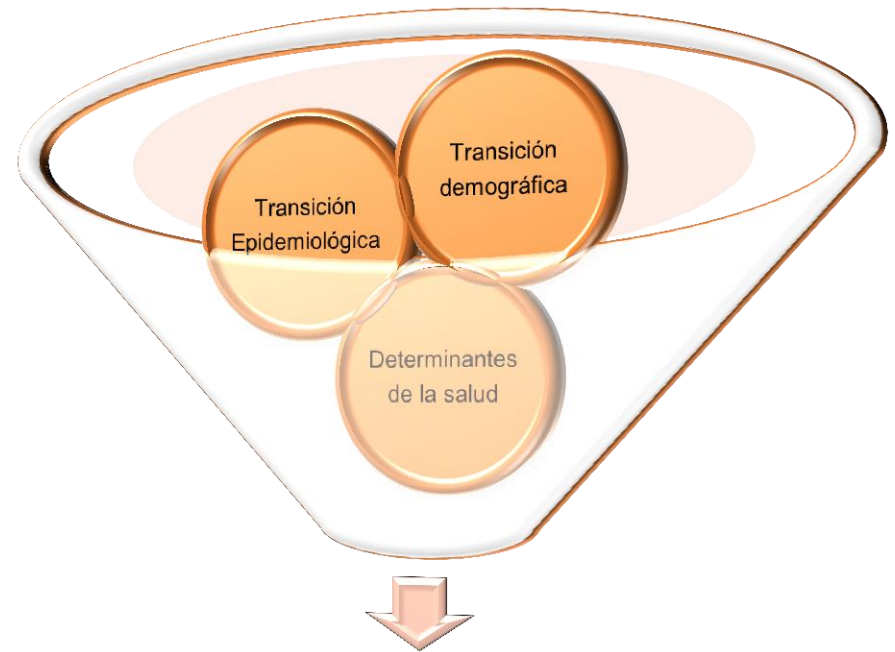 Transición
demográfica
Transición
Epidemiológica
Determinantes
de la salud